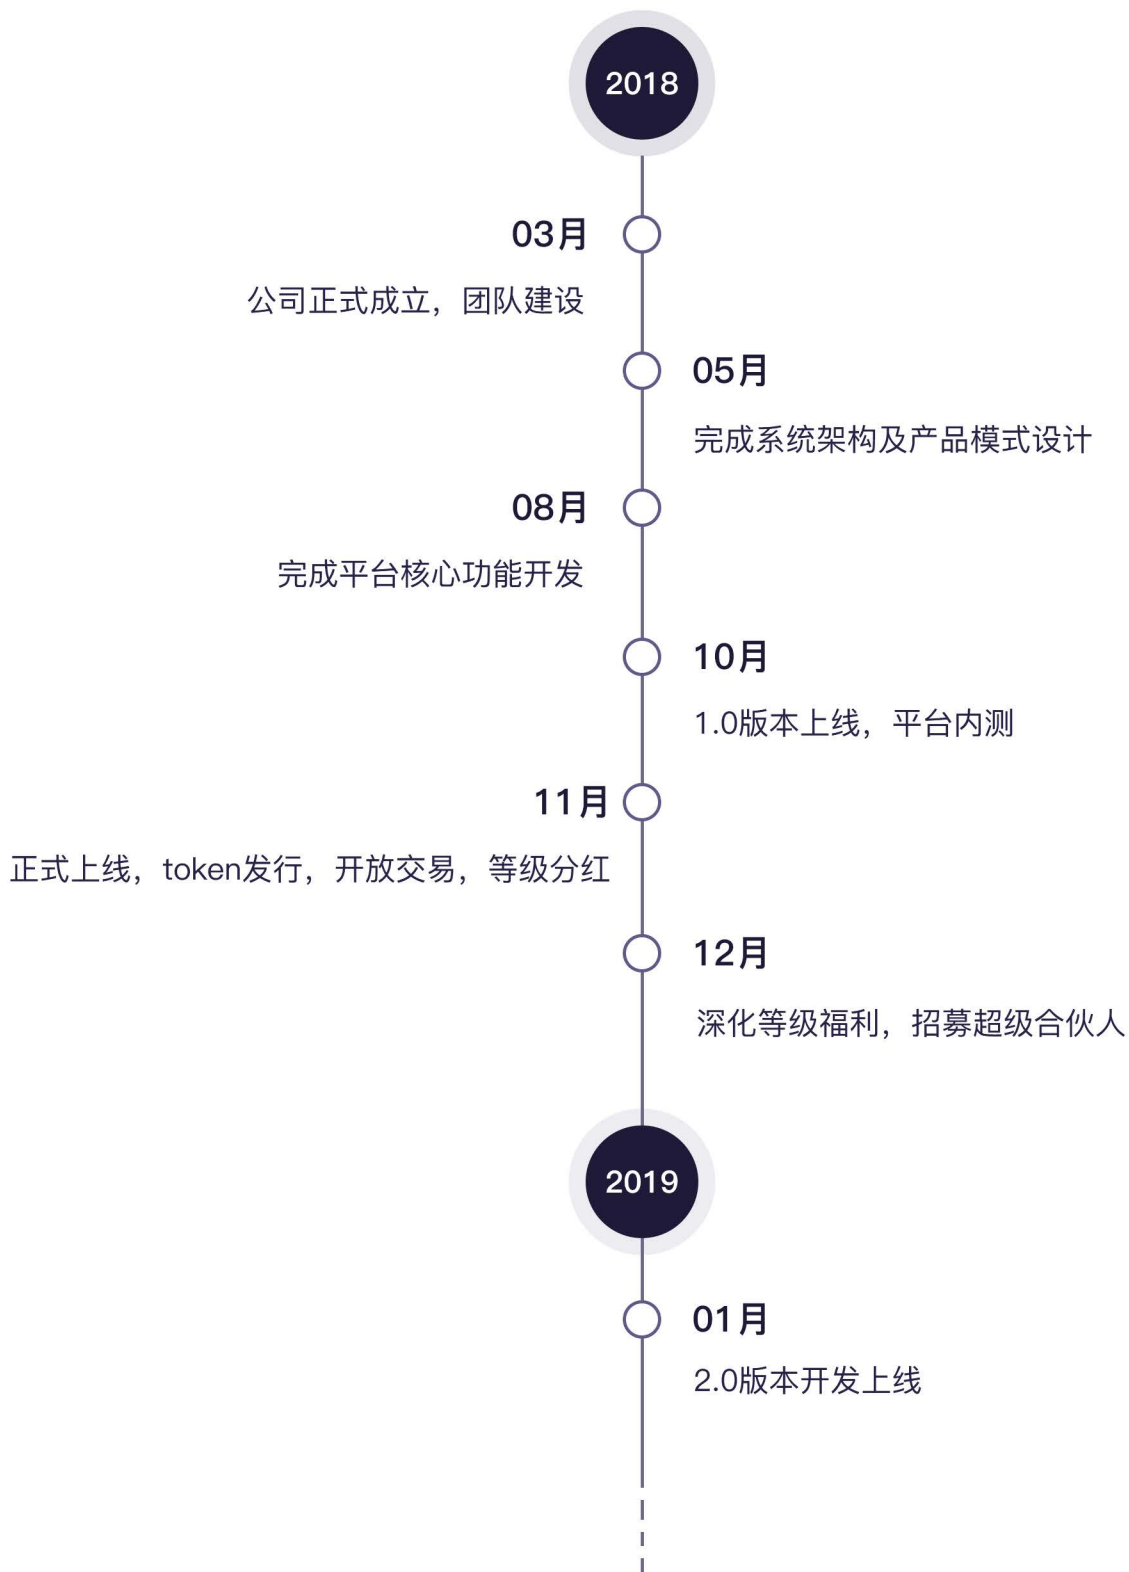 2018
03月
公司正式成立，团队建设
05月
完成系统架构及产品模式设计
08月
完成平台核心功能开发
10月
1.0版本上线，平台内测
11月
正式上线，token发行，开放交易，等级分红
12月
深化等级福利，招募超级合伙人
2019
01月
2.0版本开发上线